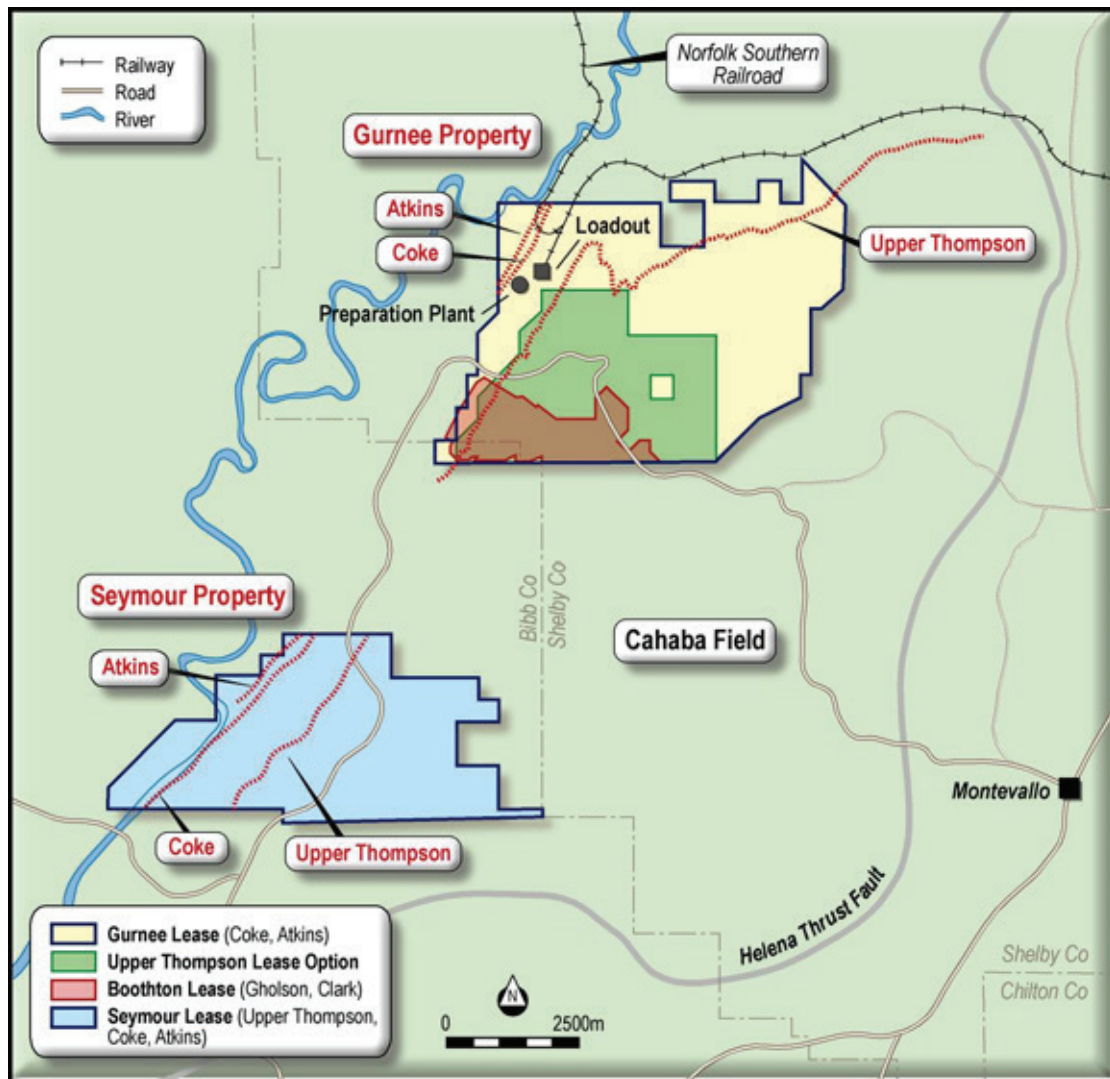 Railway
Road
River
Norfolk Southern
Railroad
Gurnee Property
Atkins
Coke
Loadout
Upper Thompson
Preparation Plant
Bibb Co
Shelby Co
Seymour Property
Atkins
Cahaba Field
Montevallo
Coke
Upper Thompson
Helena Thrust Fault
Gurnee Lease (Coke, Atkins)
Upper Thompson Lease Option
Boothton Lease (Gholson, Clark)
Seymour Lease (Upper Thompson,
Coke, Atkins)
N
0 2500m
Shelby Co
Chilton Co